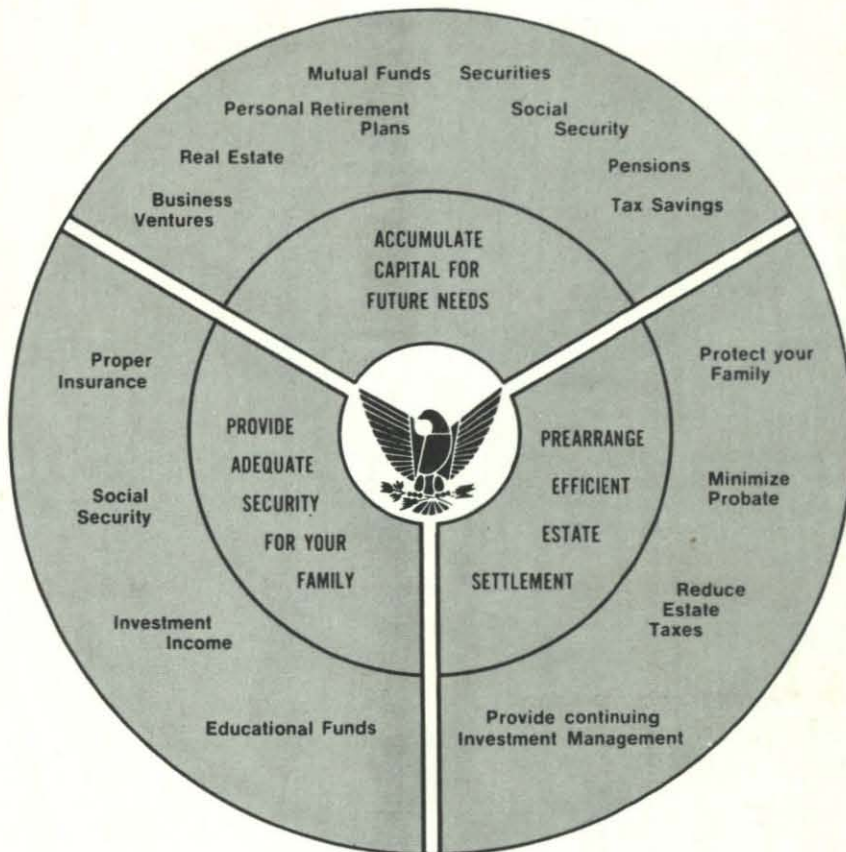 Mutual Funds
Securities
Personal Retirement
Plans
Social
Security
Real Estate
Pensions
Business
Ventures
Tax Savings
ACCUMULATE
CAPITAL FOR
FUTURE NEEDS
Proper
Insurance
Social
Security
Investment
Income
Educational Funds
PROVIDE
ADEQUATE
SECURITY
FOR YOUR
FAMILY
PREARRANGE
EFFICIENT
ESTATE
SETTLEMENT
Protect your
Family
Minimize
Probate
Reduce
Estate
Taxes
Provide continuing
Investment Management